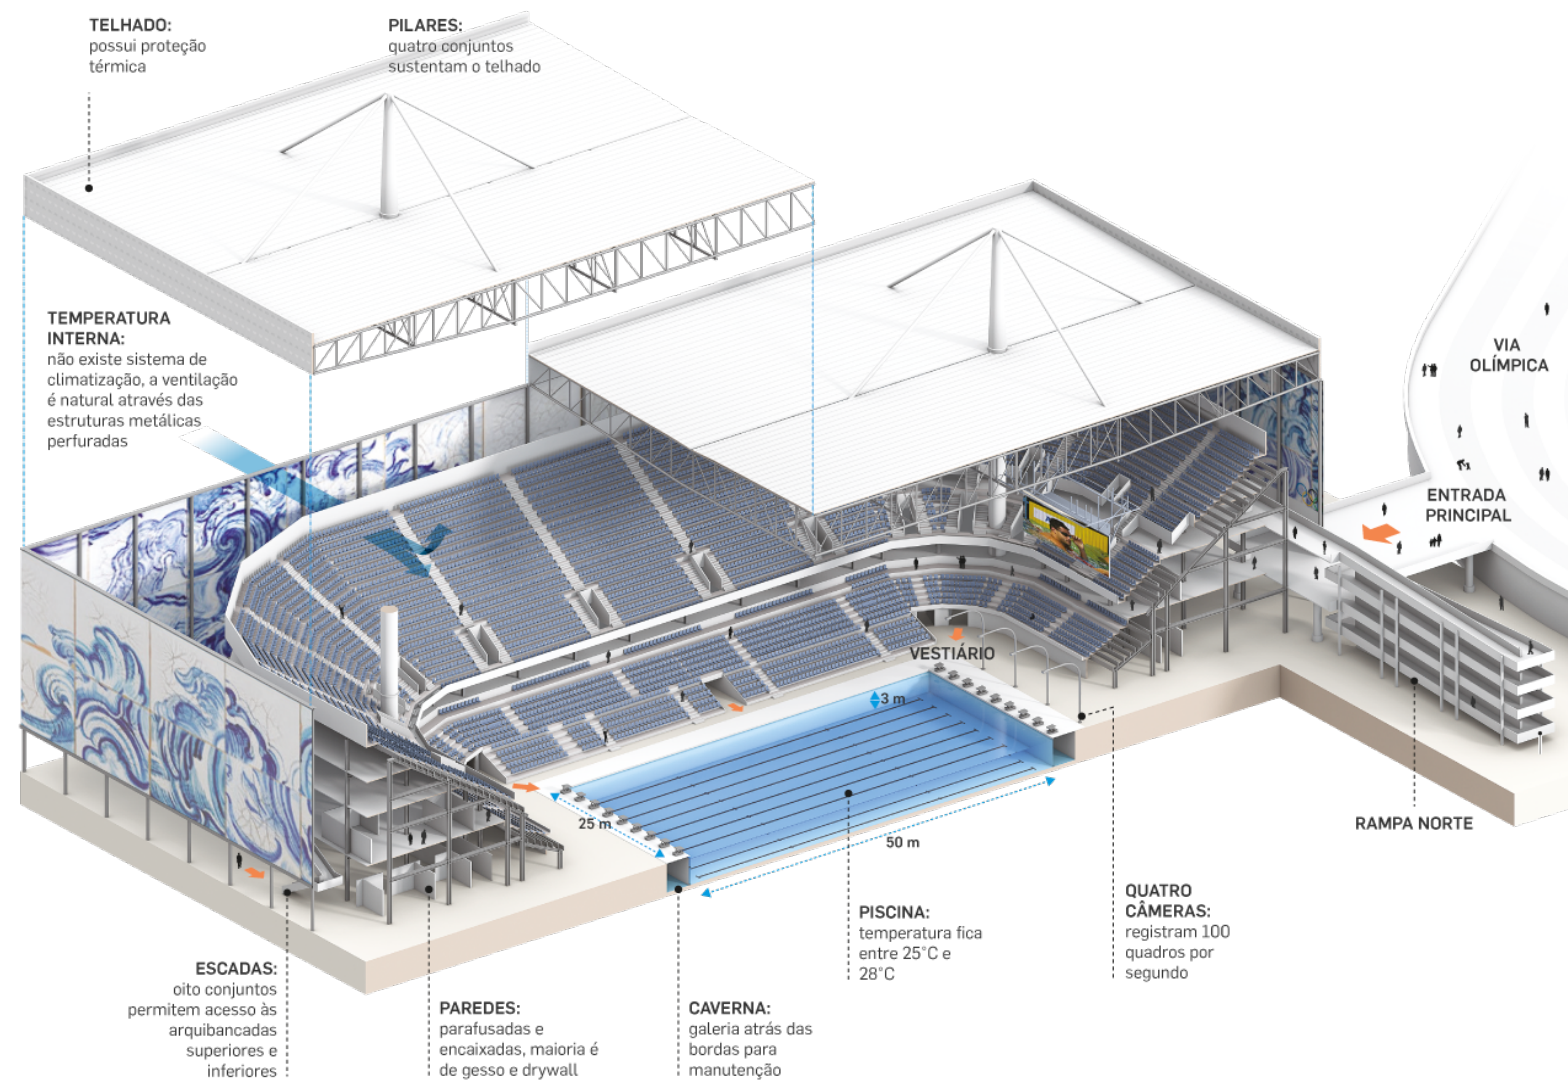 TELHADO:
possui proteção
térmica
PILARES:
quatro conjuntos
sustentam o telhado
TEMPERATURA
INTERNA:
não existe sistema de
climatização, a ventilação
é natural através das
estruturas metálicas
perfuradas
VIA
OLÍMPICA
ENTRADA
PRINCIPAL
VESTIÁRIO
3 m
25 m
50 m
RAMPA NORTE
QUATRO
CÂMERAS:
registram 100
quadros por
segundo
PISCINA:
temperatura fica
entre 25°C e
28°C
ESCADAS:
oito conjuntos
permitem acesso às
arquibancadas
superiores e
inferiores
PAREDES:
parafusadas e
encaixadas, maioria é
de gesso e drywall
CAVERNA:
galeria atrás das
bordas para
manutenção